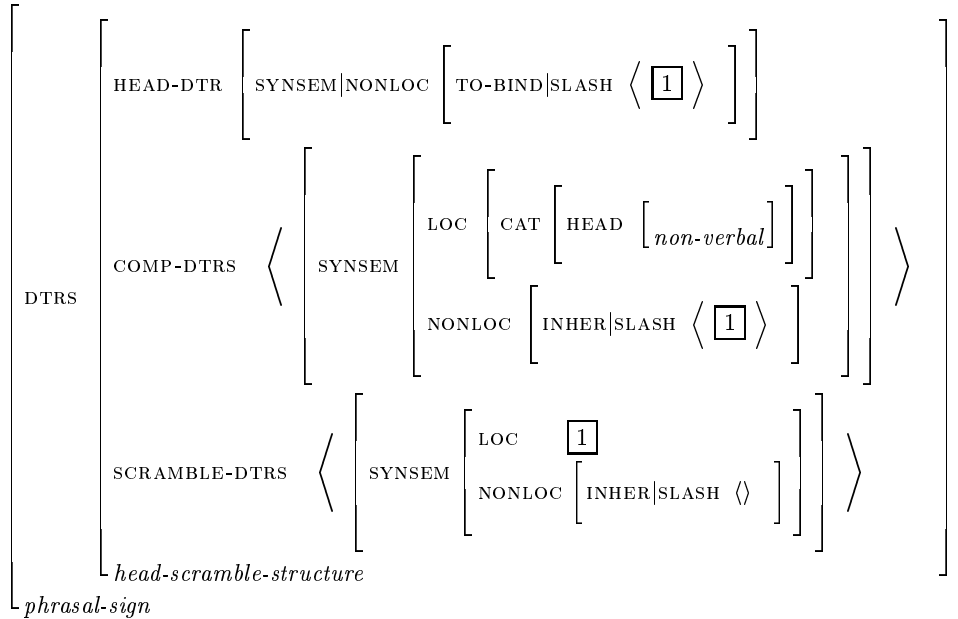 HEAD-DTR [SYNSEM|NONLOC [TO-BIND|SLASH ⟨ 1 ⟩]]
LOC [CAT [HEAD [non-verbal]]]
DTRS COMP-DTRS ⟨ [SYNSEM ⟩
NONLOC [INHER|SLASH ⟨ 1 ⟩]
LOC 1
SCRAMBLE-DTRS ⟨ [SYNSEM ⟩
NONLOC [INHER|SLASH ⟨⟩]
head-scramble-structure
phrasal-sign